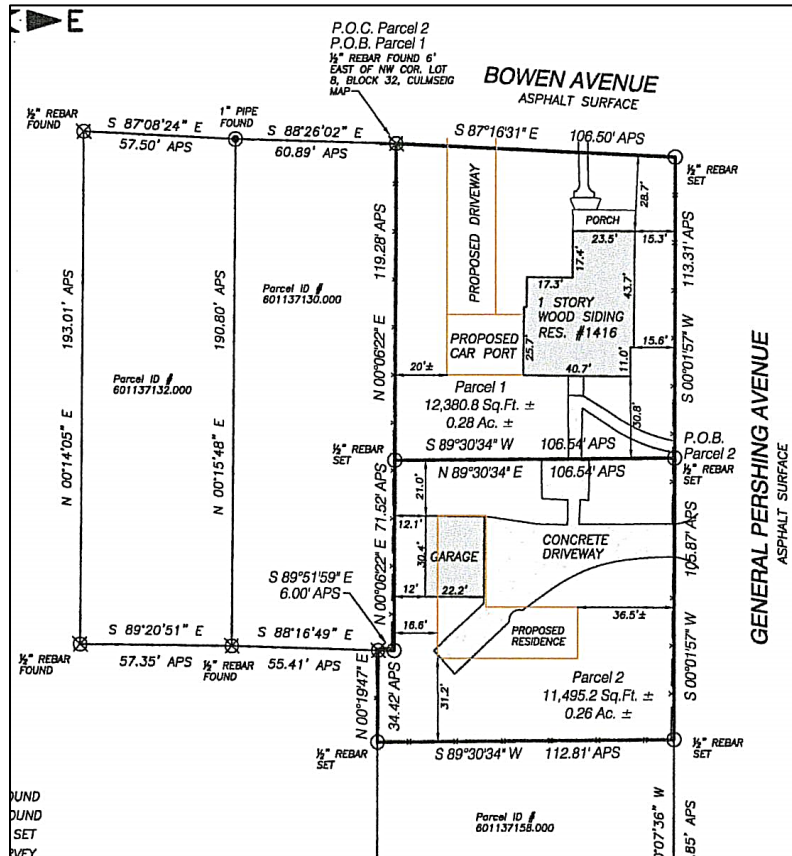 E
P.O.C. Parcel 2
P.O.B. Parcel 1
½" REBAR FOUND 6'
EAST OF NW COR. LOT
8, BLOCK 32, CULMSEIG
MAP
BOWEN AVENUE
ASPHALT SURFACE
½" REBAR
FOUND
S 87°08'24" E
57.50' APS
1" PIPE
FOUND
S 88°26'02" E
60.89' APS
S 87°16'31" E
106.50' APS
½" REBAR
SET
PROPOSED DRIVEWAY
PORCH
28.7'
23.5'
15.3'
17.4'
17.3'
43.7'
113.31' APS
S 00°01'57" W
119.28' APS
N 00°06'22" E
193.01' APS
N 00°14'05" E
190.80' APS
N 00°15'48" E
Parcel ID #
601137130.000
Parcel ID #
601137132.000
1 STORY
WOOD SIDING
RES. #1416
PROPOSED
CAR PORT
25.7'
11.0'
15.6'
20'±
40.7'
30.8'
Parcel 1
12,380.8 Sq.Ft. ±
0.28 Ac. ±
S 89°30'34" W
106.54' APS
P.O.B.
Parcel 2
½" REBAR
SET
½" REBAR
SET
N 89°30'34" E
106.54' APS
GENERAL PERSHING AVENUE
ASPHALT SURFACE
71.52' APS
N 00°06'22" E
21.0'
12.1'
30.4'
GARAGE
12'
22.2'
CONCRETE
DRIVEWAY
105.87' APS
S 00°01'57" W
S 89°51'59" E
6.00' APS
16.6'
36.5'±
PROPOSED
RESIDENCE
½" REBAR
FOUND
S 89°20'51" E
57.35' APS
½" REBAR
FOUND
S 88°16'49" E
55.41' APS
N 00°19'47" E
34.42' APS
31.2'
Parcel 2
11,495.2 Sq.Ft. ±
0.26 Ac. ±
½" REBAR
SET
S 89°30'34" W
112.81' APS
½" REBAR
SET
OUND
OUND
SET
RVEY
Parcel ID #
601137158.000
0°07'36" W
.85' APS